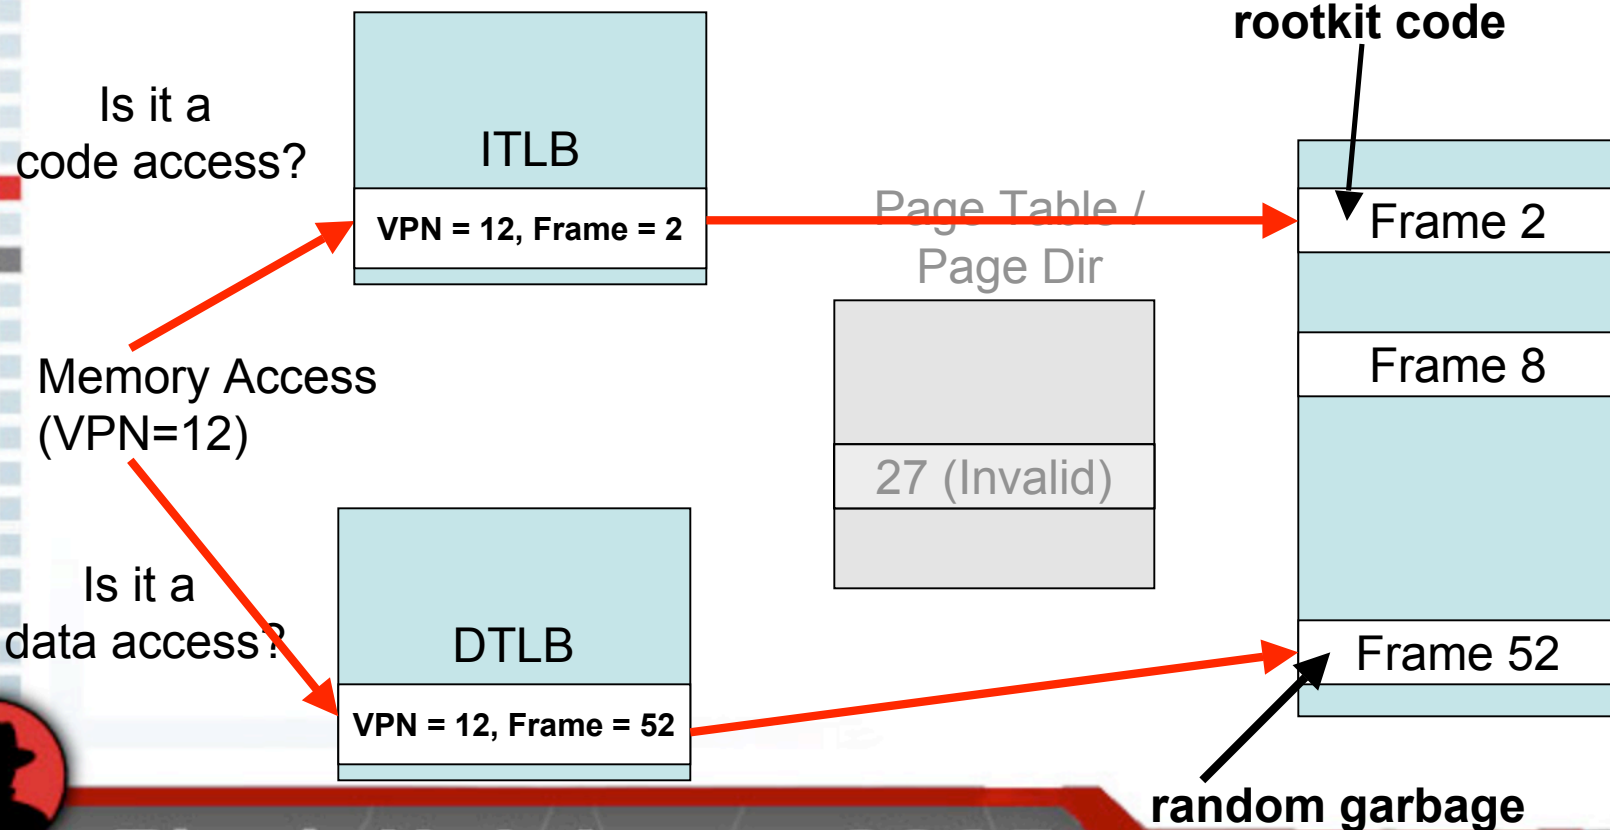 rootkit code
Is it a
code access?
ITLB
VPN = 12, Frame = 2
Page Table /
Page Dir
Frame 2
Frame 8
Memory Access
(VPN=12)
27 (Invalid)
Is it a
data access?
DTLB
VPN = 12, Frame = 52
Frame 52
random garbage